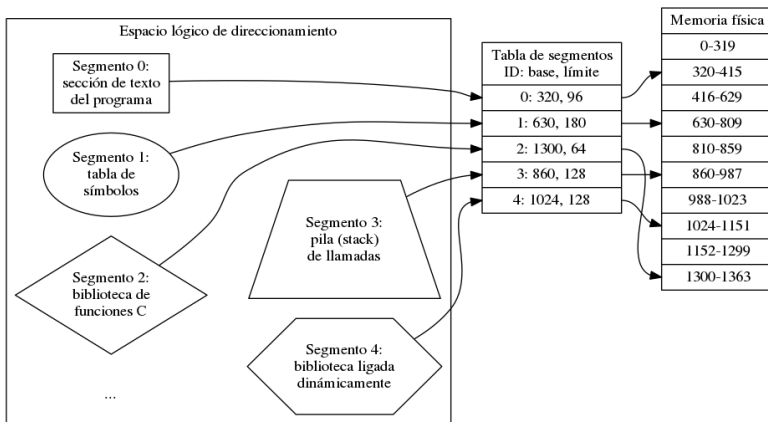 Espacio lógico de direccionamiento
Segmento 0:
sección de texto
del programa
Segmento 1:
tabla de
símbolos
Segmento 2:
biblioteca de
funciones C
...
Segmento 3:
pila (stack)
de llamadas
Segmento 4:
biblioteca ligada
dinámicamente
Tabla de segmentos
ID: base, límite
0: 320, 96
1: 630, 180
2: 1300, 64
3: 860, 128
4: 1024, 128
Memoria física
0-319
320-415
416-629
630-809
810-859
860-987
988-1023
1024-1151
1152-1299
1300-1363